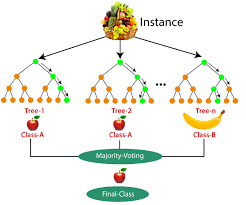 Instance
Tree-1
Tree-2
Tree-n
Class-A
Class-A
Class-B
Majority-Voting
Final-Class